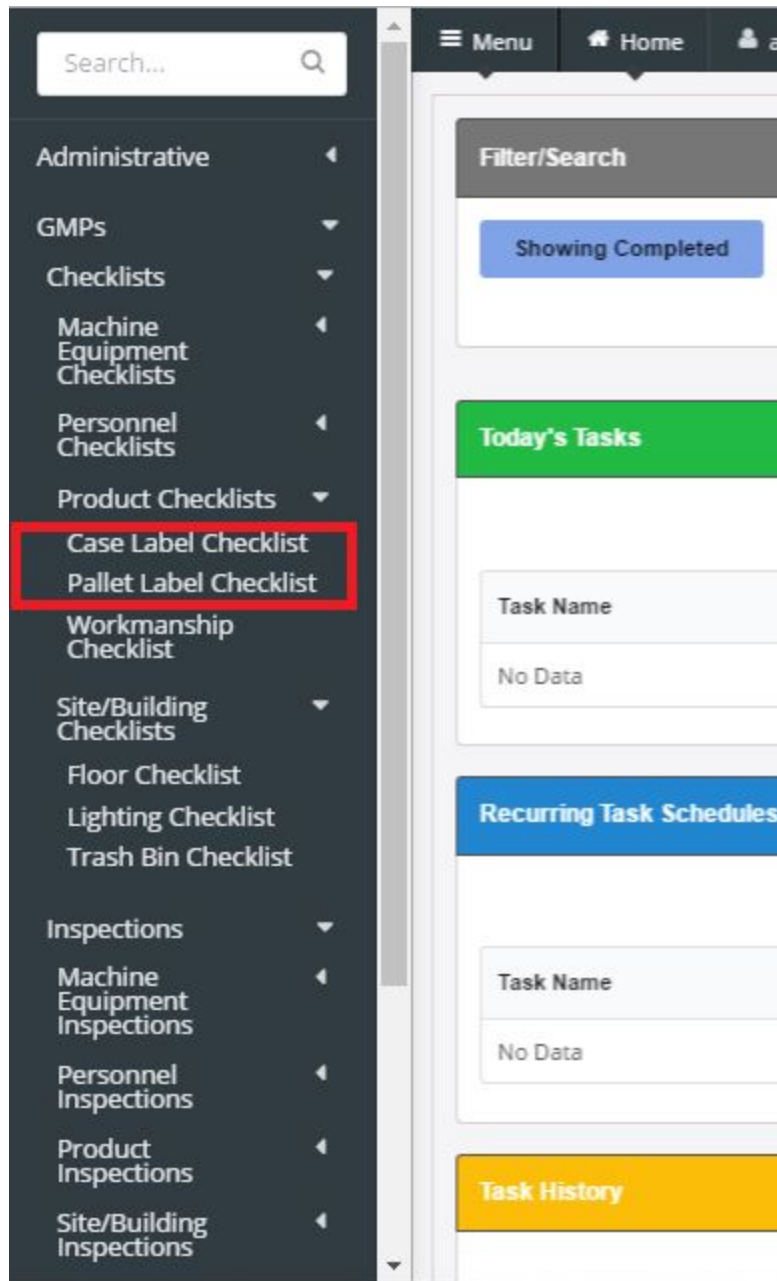 Search...
Administrative
GMPs
Checklists
Machine
Equipment
Checklists
Personnel
Checklists
Product Checklists
Case Label Checklist
Pallet Label Checklist
Workmanship
Checklist
Site/Building
Checklists
Floor Checklist
Lighting Checklist
Trash Bin Checklist
Inspections
Machine
Equipment
Inspections
Personnel
Inspections
Product
Inspections
Site/Building
Inspections
Menu Home a
Filter/Search
Showing Completed
Today's Tasks
Task Name
No Data
Recurring Task Schedules
Task Name
No Data
Task History